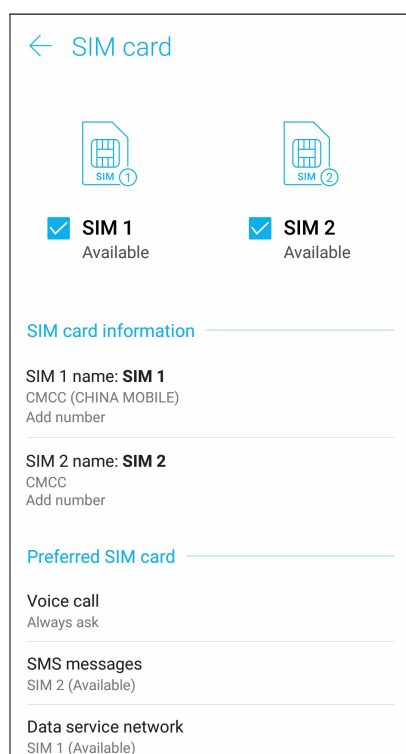 SIM card
SIM 1
SIM 2
SIM 1
SIM 2
Available
Available
SIM card information
SIM 1 name: SIM 1
CMCC (CHINA MOBILE)
Add number
SIM 2 name: SIM 2
CMCC
Add number
Preferred SIM card
Voice call
Always ask
SMS messages
SIM 2 (Available)
Data service network
SIM 1 (Available)